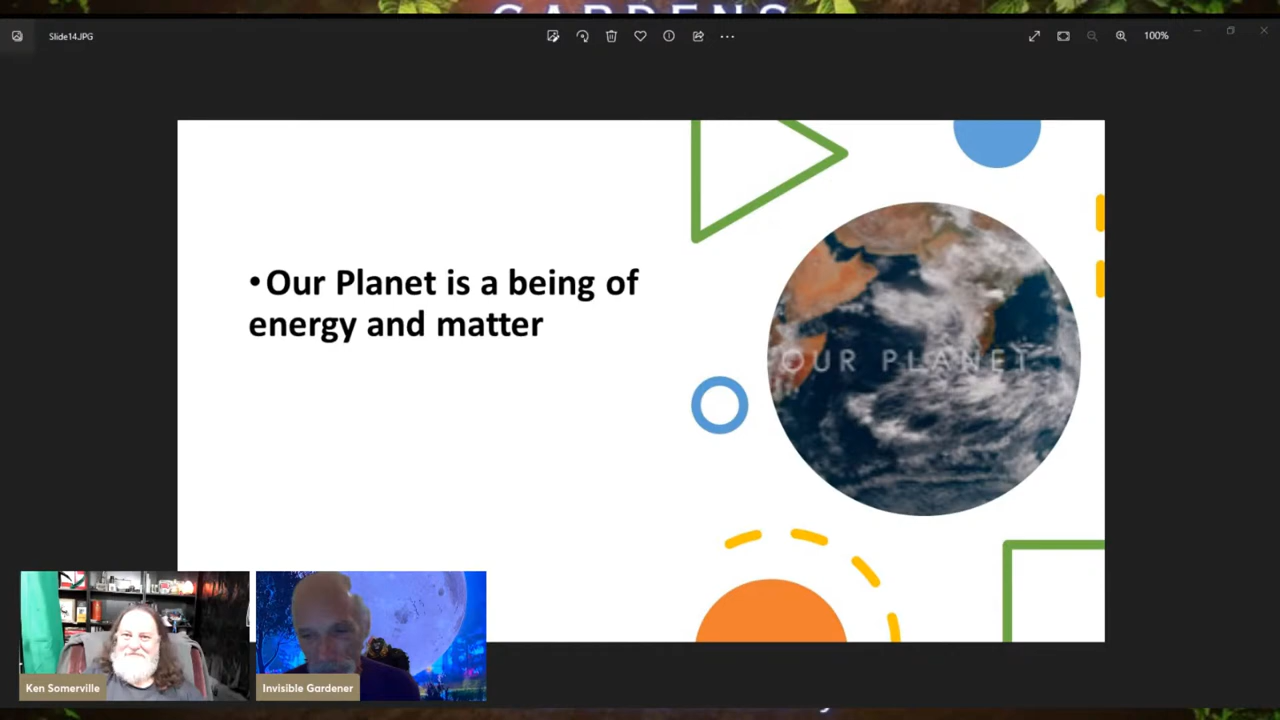 GARDENS
Slide14.JPG
100%
•Our Planet is a being of
energy and matter
OUR PLANET
Ken Somerville
Invisible Gardener